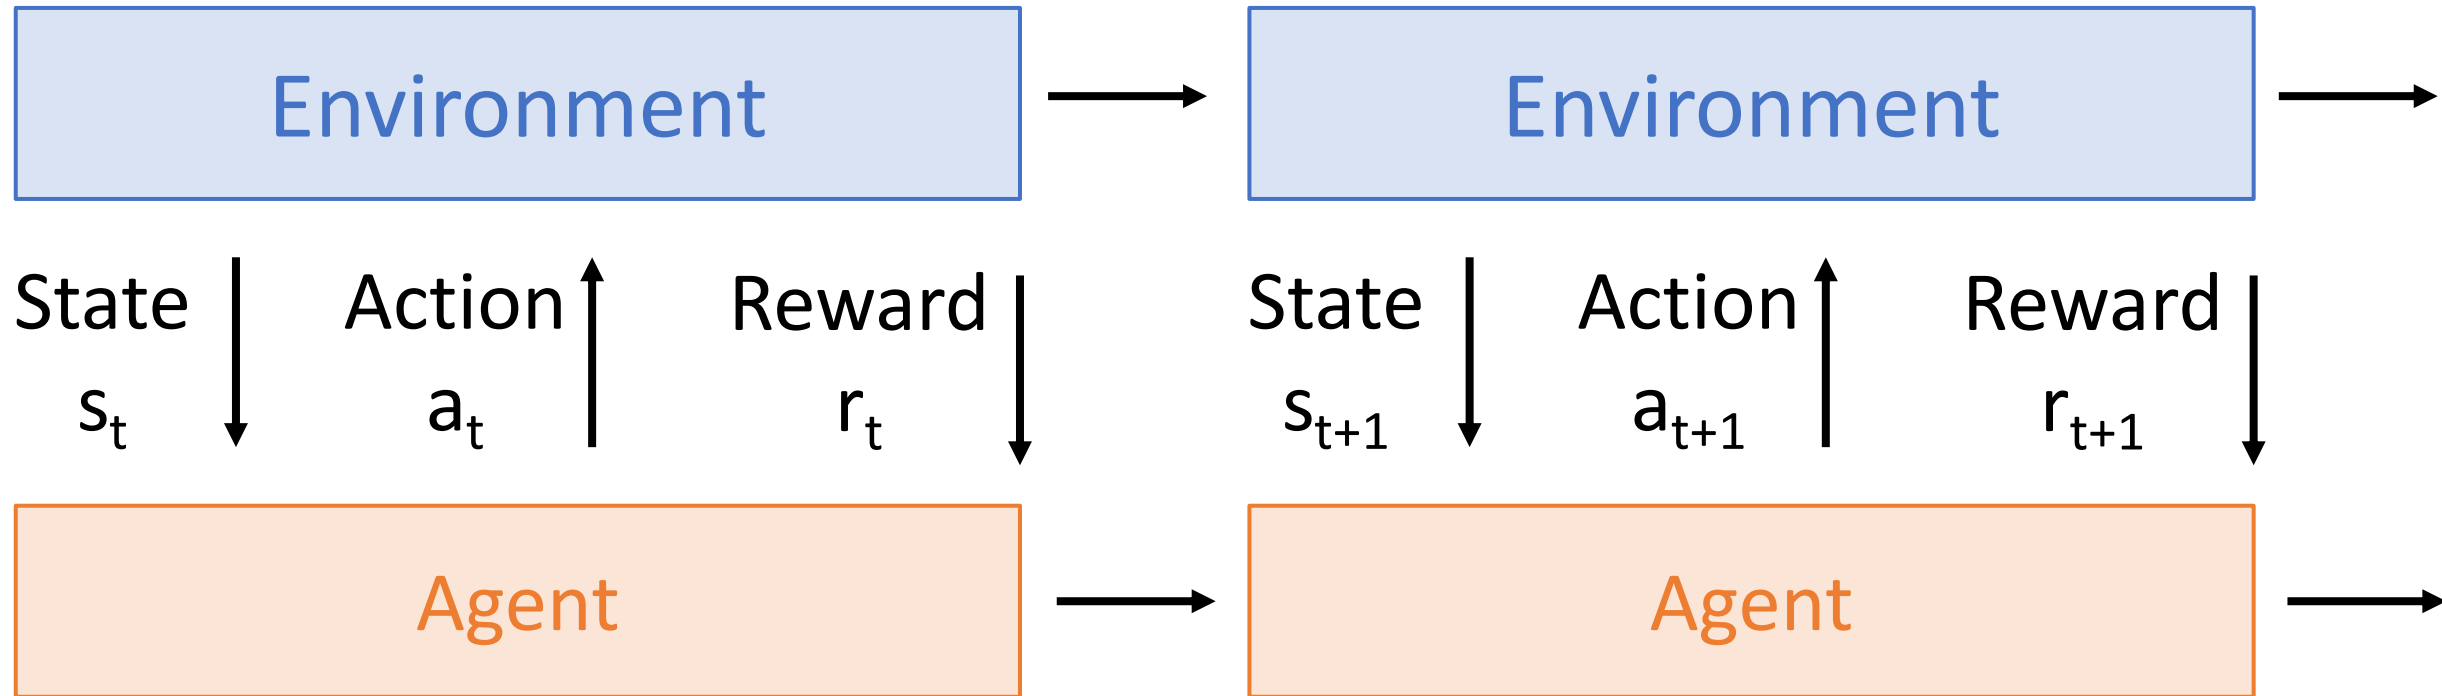 Environment Environment
State Action Reward State Action Reward
sₜ aₜ rₜ sₜ₊₁ aₜ₊₁ rₜ₊₁
Agent Agent